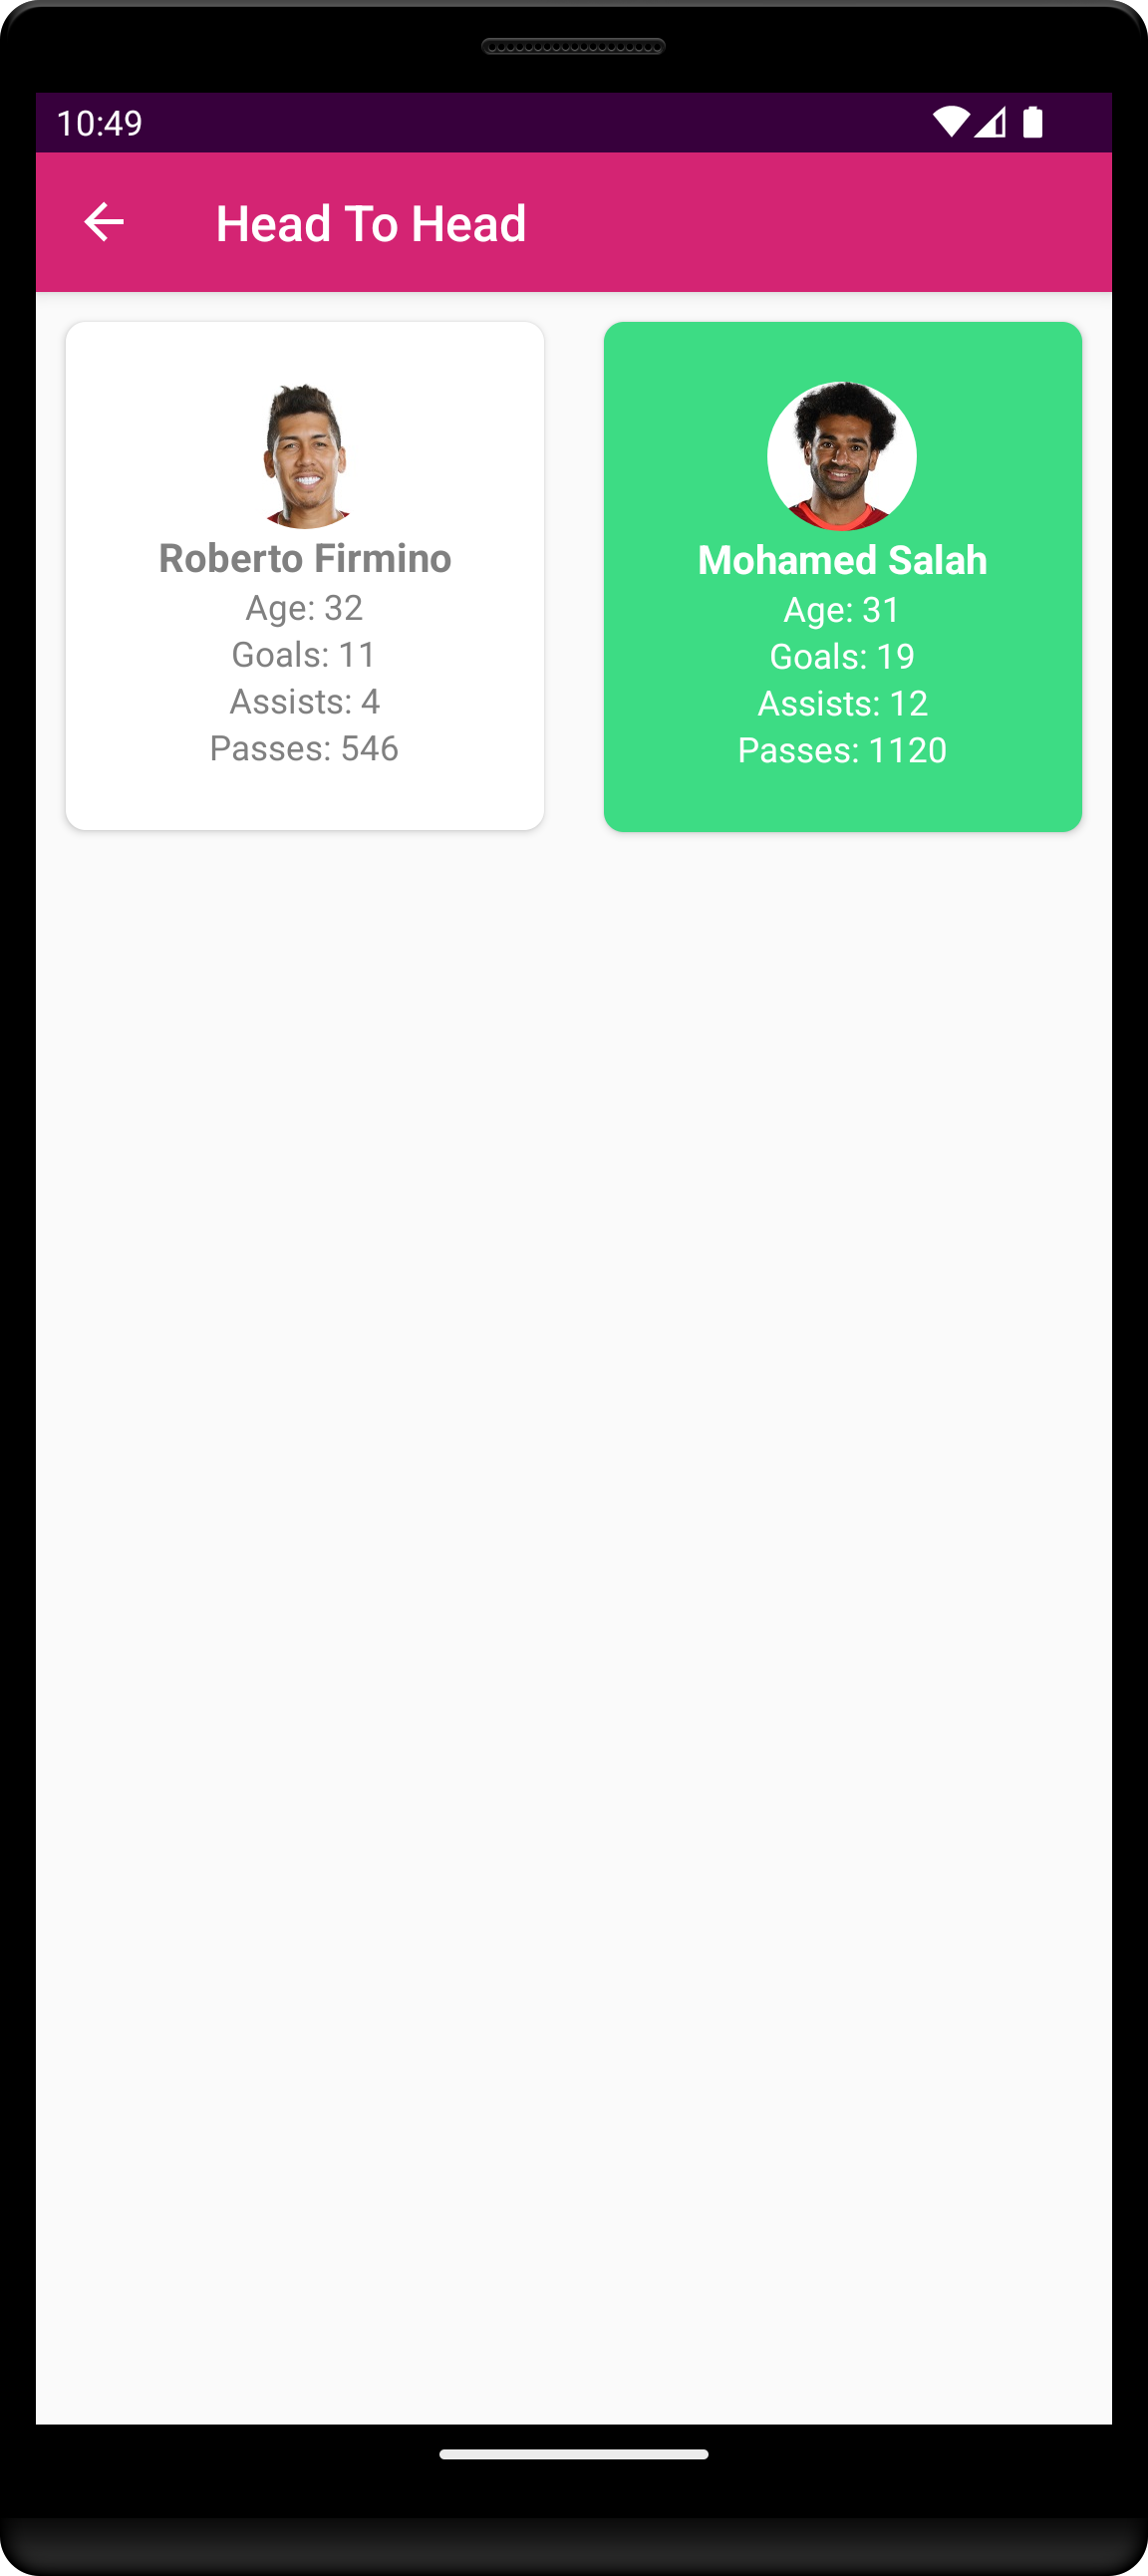 10:49
Head To Head
Roberto Firmino
Age: 32
Goals: 11
Assists: 4
Passes: 546
Mohamed Salah
Age: 31
Goals: 19
Assists: 12
Passes: 1120